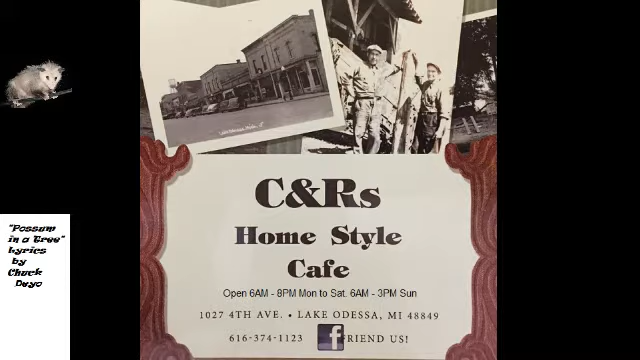 C&Rs
Home Style
Cafe
Open 6AM - 8PM Mon to Sat. 6AM - 3PM Sun
1027 4TH AVE. • LAKE ODESSA, MI 48849
616-374-1123 f FRIEND US!
"Possum
in a Tree"
Lyrics
by
Chuck
Dayo